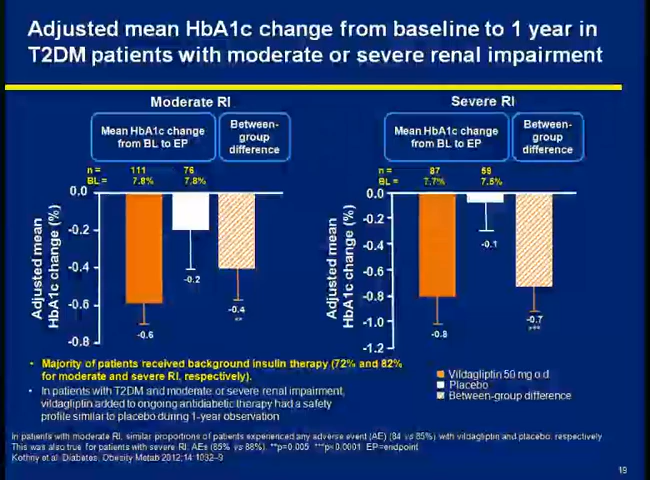 Adjusted mean HbA1c change from baseline to 1 year in
T2DM patients with moderate or severe renal impairment
Moderate RI
Mean HbA1c change
from BL to EP
Between-
group
difference
n = 111 76
BL = 7.8% 7.8%
0.0
-0.2
-0.4
-0.6
-0.8
Adjusted mean
HbA1c change (%)
-0.6
-0.2
-0.4
**
Severe RI
Mean HbA1c change
from BL to EP
Between-
group
difference
n = 87 59
BL = 7.7% 7.5%
0.0
-0.2
-0.4
-0.6
-0.8
-1.0
-1.2
Adjusted mean
HbA1c change (%)
-0.8
-0.1
-0.7
***
• Majority of patients received background insulin therapy (72% and 82%
for moderate and severe RI, respectively).
• In patients with T2DM and moderate or severe renal impairment,
vildagliptin added to ongoing antidiabetic therapy had a safety
profile similar to placebo during 1-year observation
Vildagliptin 50 mg o.d
Placebo
Between-group difference
In patients with moderate RI, similar proportions of patients experienced any adverse event (AE) (84 vs 85%) with vildagliptin and placebo, respectively
This was also true for patients with severe RI: AEs (85% vs 88%). **p=0.005 ***p<0.0001 EP=endpoint
Kothny et al. Diabetes, Obesity Metab 2012;14:1032–9
19